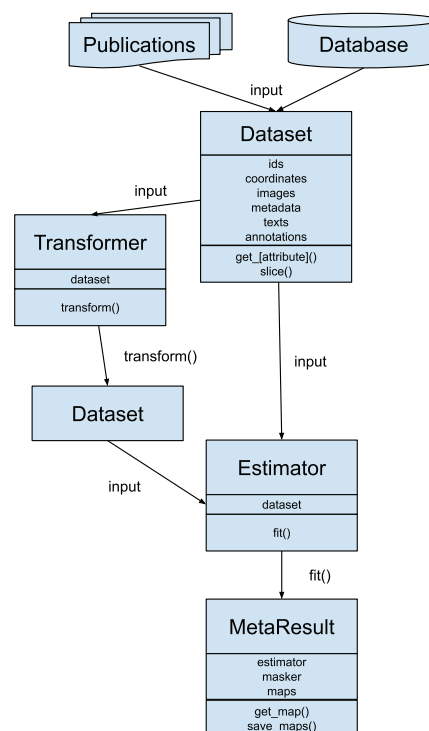 Publications
Database
input
Dataset
ids
coordinates
images
metadata
texts
annotations
get_[attribute]()
slice()
input
Transformer
dataset
transform()
transform()
input
Dataset
input
Estimator
dataset
fit()
fit()
MetaResult
estimator
masker
maps
get_map()
save_maps()